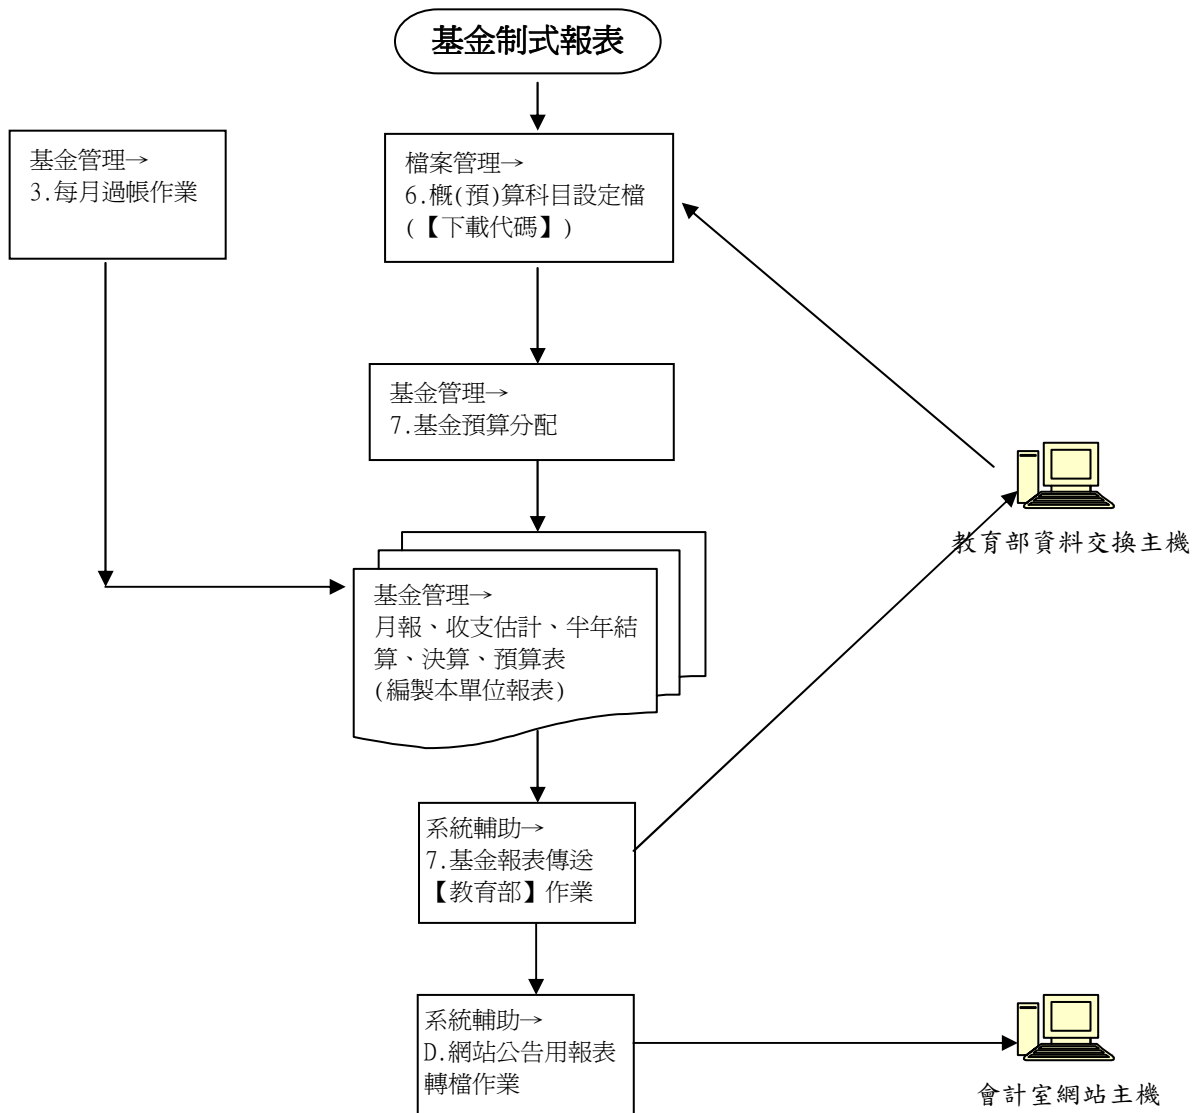 基金制式報表
基金管理→
3.每月過帳作業
檔案管理→
6.概(預)算科目設定檔
(【下載代碼】)
基金管理→
7.基金預算分配
教育部資料交換主機
基金管理→
月報、收支估計、半年結
算、決算、預算表
(編製本單位報表)
系統輔助→
7.基金報表傳送
【教育部】作業
系統輔助→
D.網站公告用報表
轉檔作業
會計室網站主機